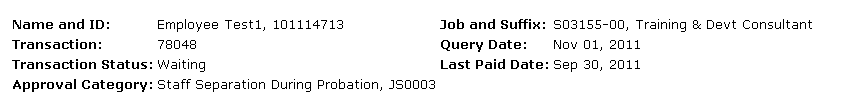 Name and ID: Employee Test1, 101114713 Job and Suffix: S03155-00, Training & Devt Consultant
Transaction: 78048 Query Date: Nov 01, 2011
Transaction Status: Waiting Last Paid Date: Sep 30, 2011
Approval Category: Staff Separation During Probation, JS0003